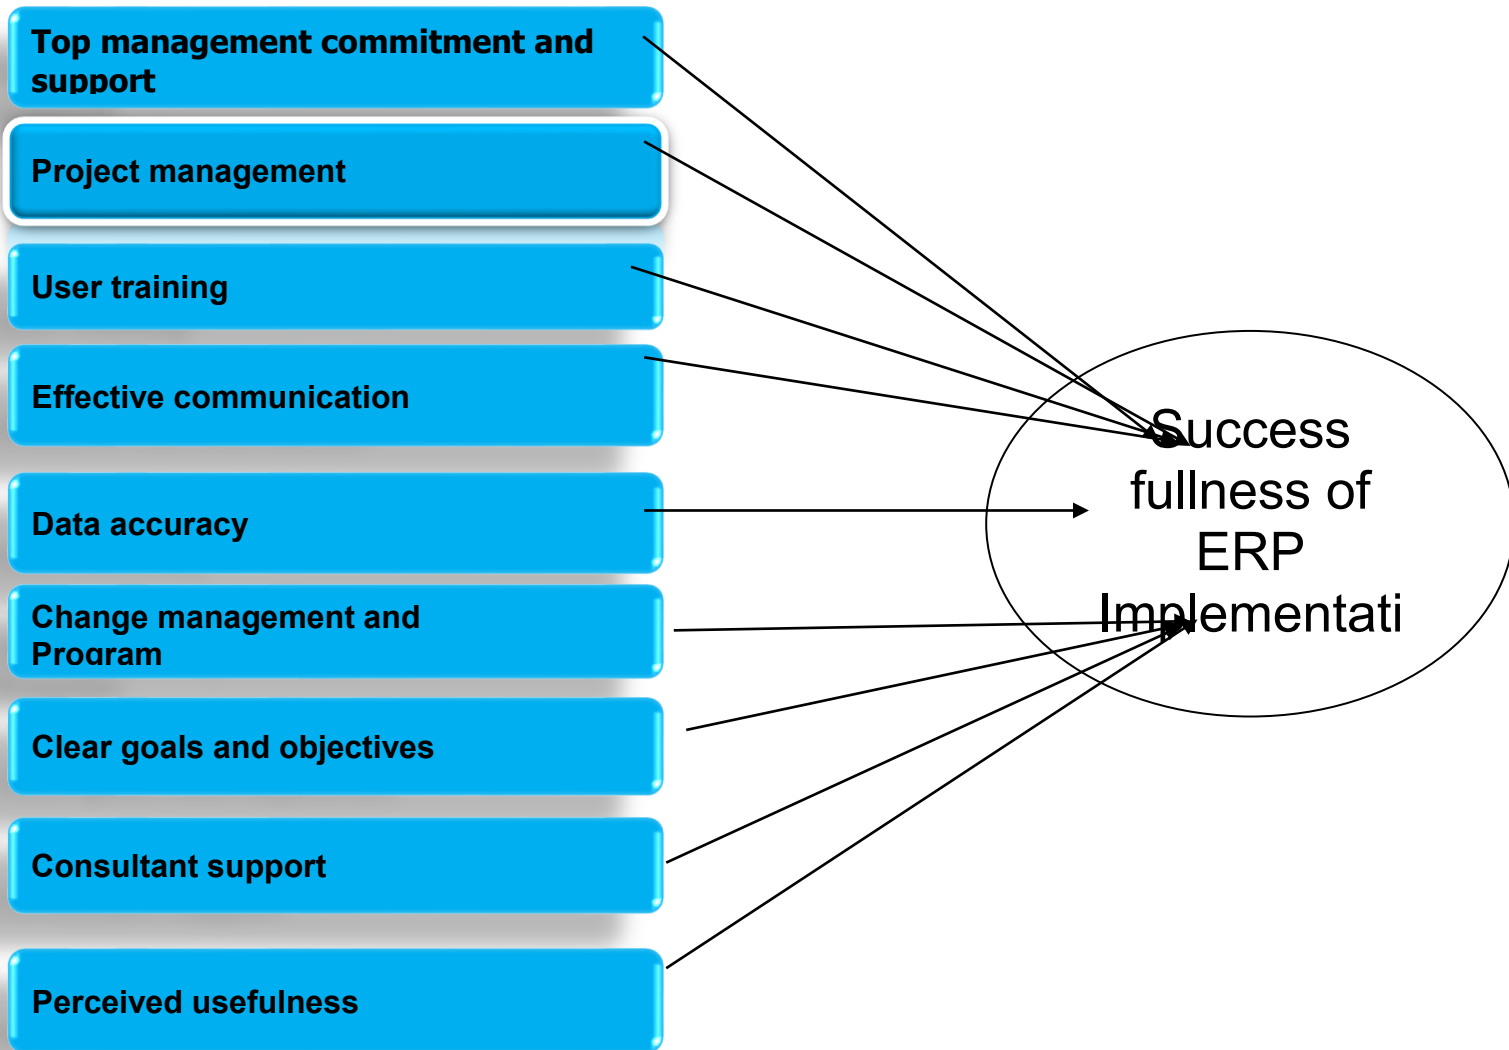 Top management commitment and
support
Project management
User training
Effective communication
Data accuracy
Change management and
Program
Clear goals and objectives
Consultant support
Perceived usefulness
Success
fullness of
ERP
Implementati